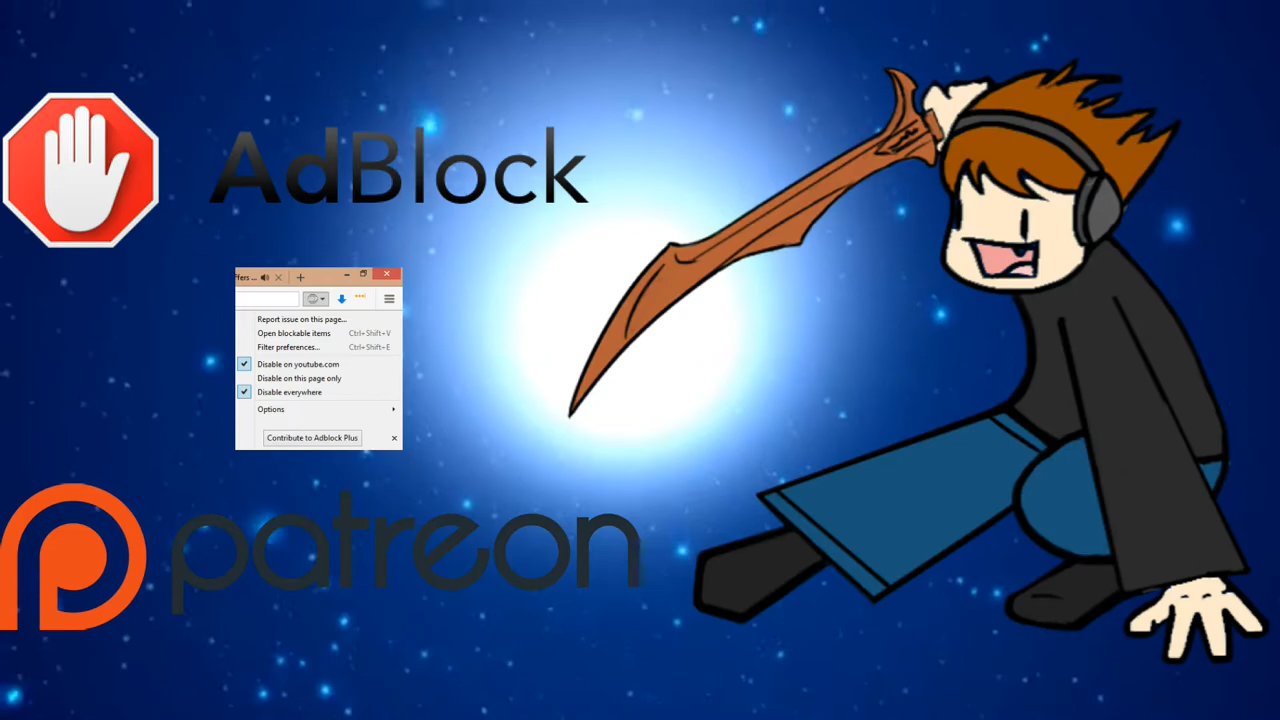 AdBlock
ffers ...
Report issue on this page...
Open blockable items Ctrl+Shift+V
Filter preferences... Ctrl+Shift+E
Disable on youtube.com
Disable on this page only
Disable everywhere
Options
Contribute to Adblock Plus
patreon